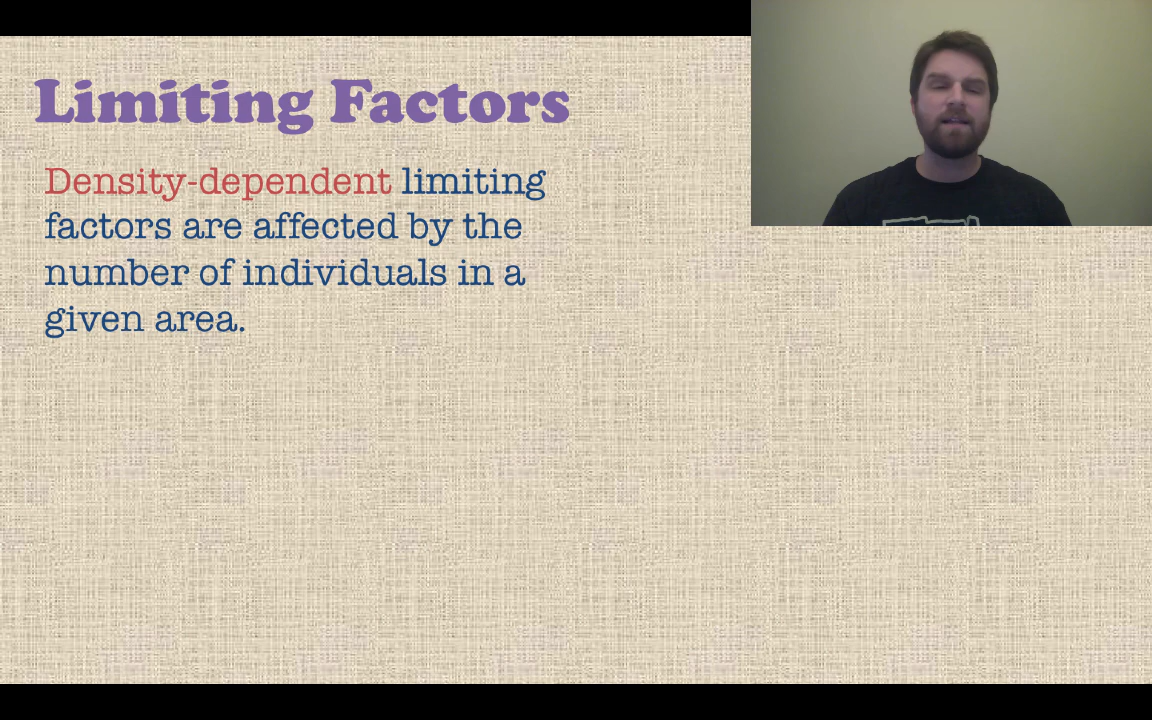 Limiting Factors
Density-dependent limiting
factors are affected by the
number of individuals in a
given area.